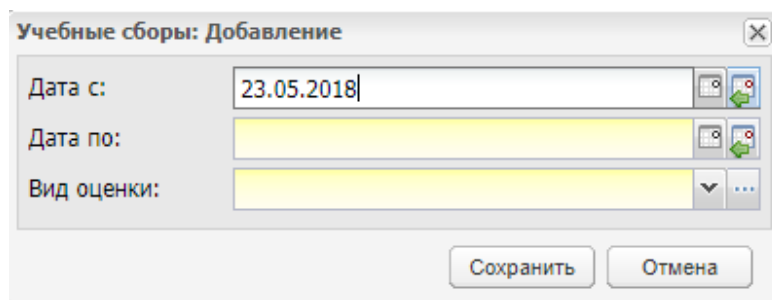 Учебные сборы: Добавление
Дата с: 23.05.2018
Дата по:
Вид оценки:
Сохранить Отмена